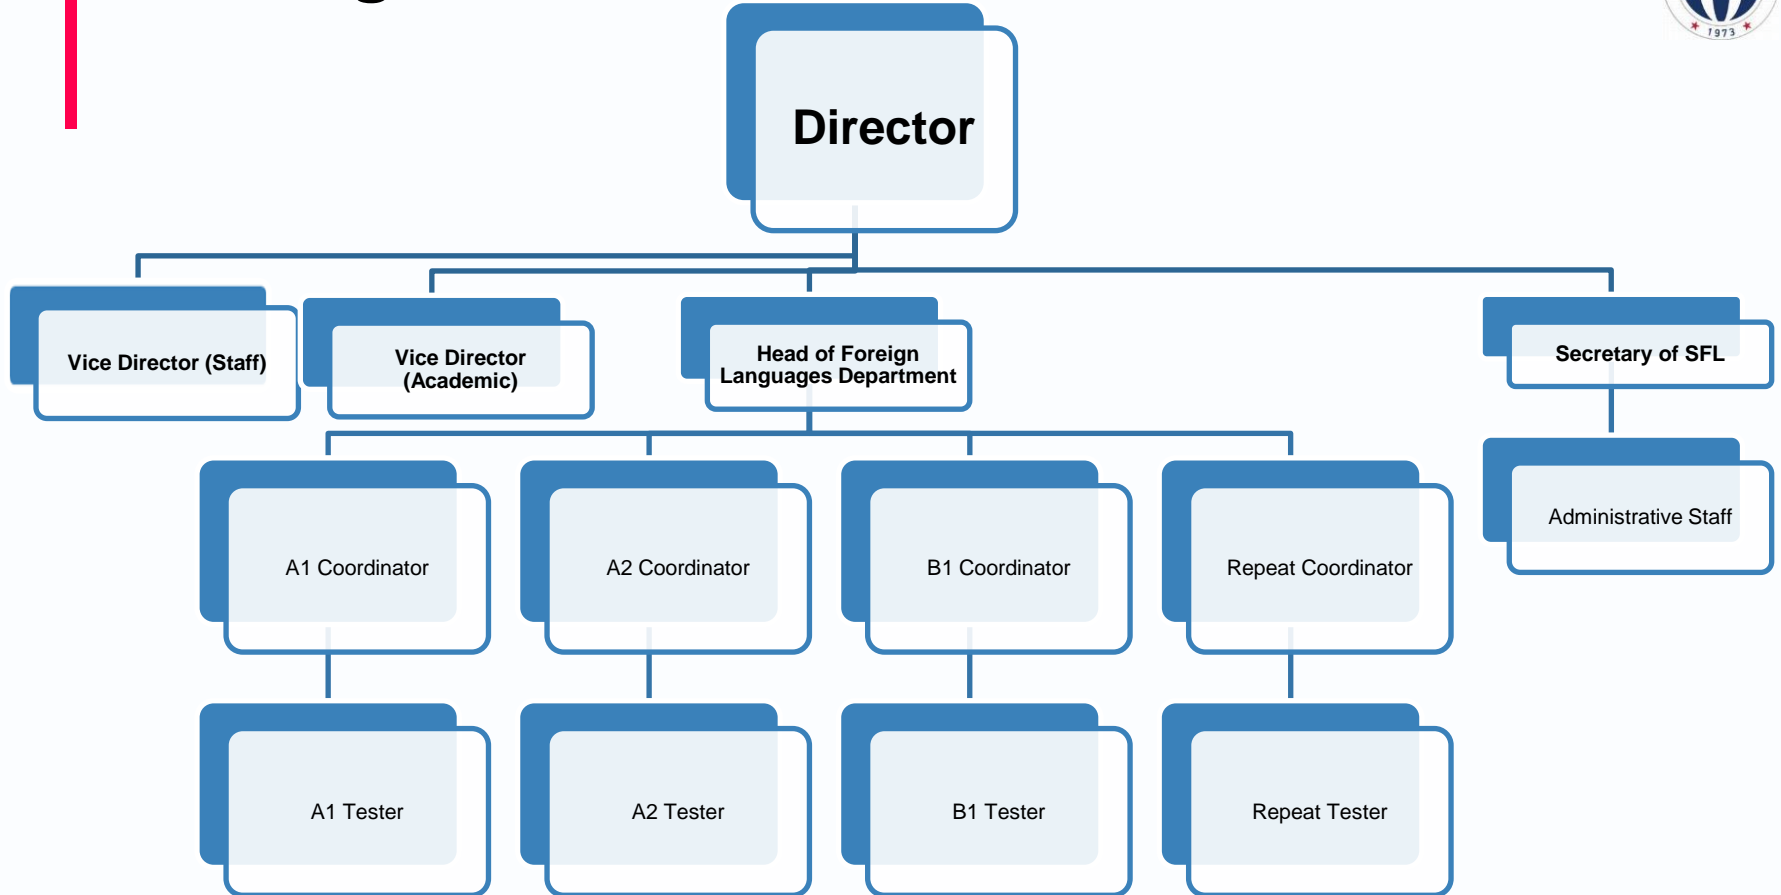 1973
Director
Vice Director (Staff)
Vice Director
(Academic)
Head of Foreign
Languages Department
Secretary of SFL
Administrative Staff
A1 Coordinator
A2 Coordinator
B1 Coordinator
Repeat Coordinator
A1 Tester
A2 Tester
B1 Tester
Repeat Tester